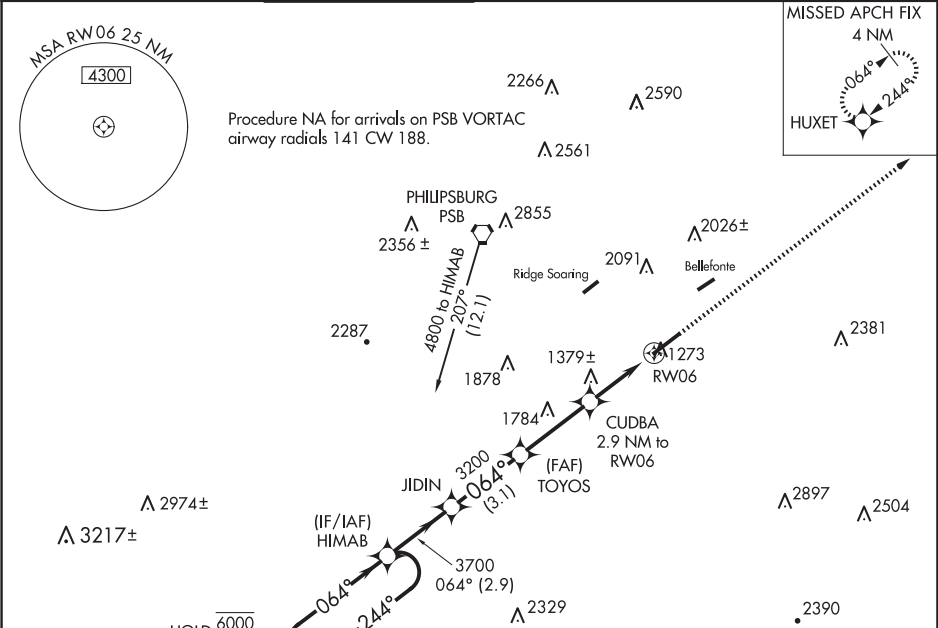 MISSED APCH FIX
4 NM
064°
244°
HUXET
MSA RW06 25 NM
4300
Procedure NA for arrivals on PSB VORTAC
airway radials 141 CW 188.
2266
2590
2561
PHILIPSBURG
PSB
2855
2356 ±
2026±
2091
Bellefonte
Ridge Soaring
4800 to HIMAB
207°
(12.1)
2287
2381
1379±
1273
RW06
1878
1784
CUDBA
2.9 NM to
RW06
3200
064°
(3.1)
(FAF)
TOYOS
JIDIN
2974±
2897
2504
3217±
(IF/IAF)
HIMAB
3700
064° (2.9)
064°
244°
2329
2390
HOLD 6000